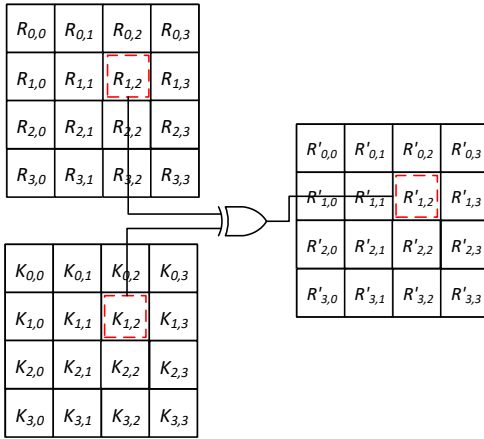 R0,0 R0,1 R0,2 R0,3
R1,0 R1,1 R1,2 R1,3
R2,0 R2,1 R2,2 R2,3
R3,0 R3,1 R3,2 R3,3
K0,0 K0,1 K0,2 K0,3
K1,0 K1,1 K1,2 K1,3
K2,0 K2,1 K2,2 K2,3
K3,0 K3,1 K3,2 K3,3
R'0,0 R'0,1 R'0,2 R'0,3
R'1,0 R'1,1 R'1,2 R'1,3
R'2,0 R'2,1 R'2,2 R'2,3
R'3,0 R'3,1 R'3,2 R'3,3